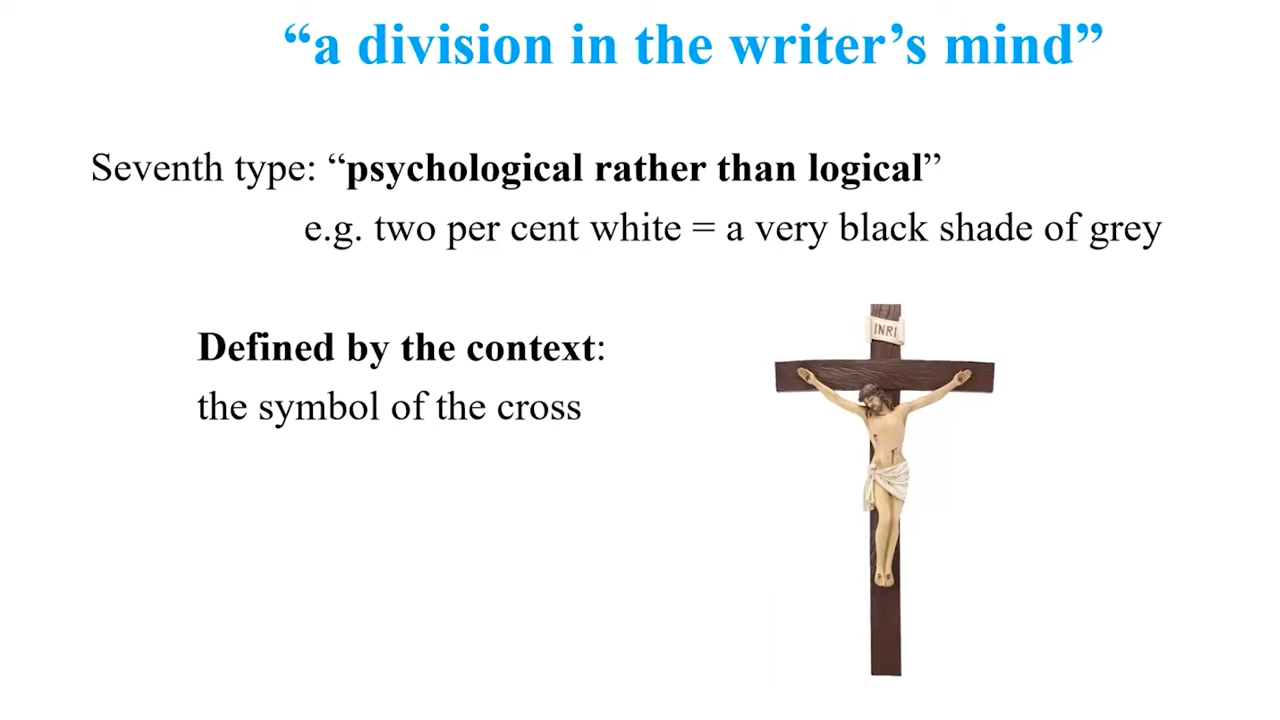 “a division in the writer’s mind”
Seventh type: “psychological rather than logical”
e.g. two per cent white = a very black shade of grey
Defined by the context:
the symbol of the cross
INRI